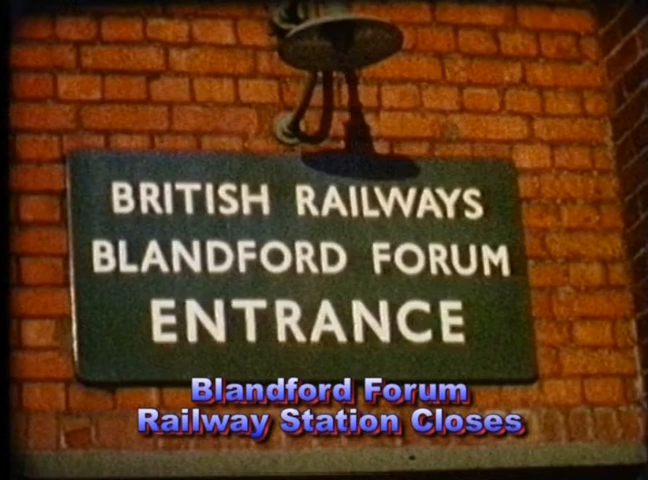 BRITISH RAILWAYS
BLANDFORD FORUM
ENTRANCE
Blandford Forum
Railway Station Closes